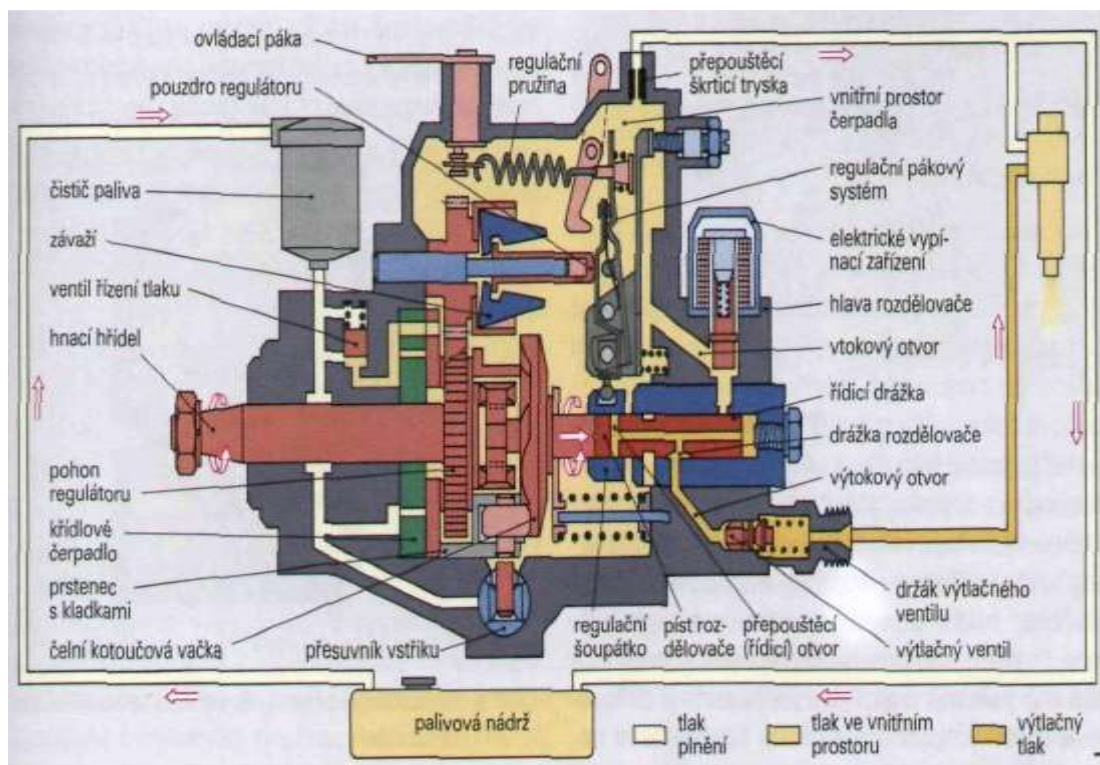 ovládací páka
pouzdro regulátoru
regulační
pružina
přepouštěcí
škrticí tryska
vnitřní prostor
čerpadla
regulační pákový
systém
elektrické vypí-
nací zařízení
hlava rozdělovače
vtokový otvor
řídicí drážka
drážka rozdělovače
výtokový otvor
držák výtlačného
ventilu
výtlačný ventil
čistič paliva
závaží
ventil řízení tlaku
hnací hřídel
pohon
regulátoru
křídlové
čerpadlo
prstenec
s kladkami
čelní kotoučová vačka
přesuvník vstřiku
regulační
šoupátko
píst roz-
dělovače
přepouštěcí
(řídicí) otvor
palivová nádrž
tlak
plnění
tlak ve vnitřním
prostoru
výtlačný
tlak